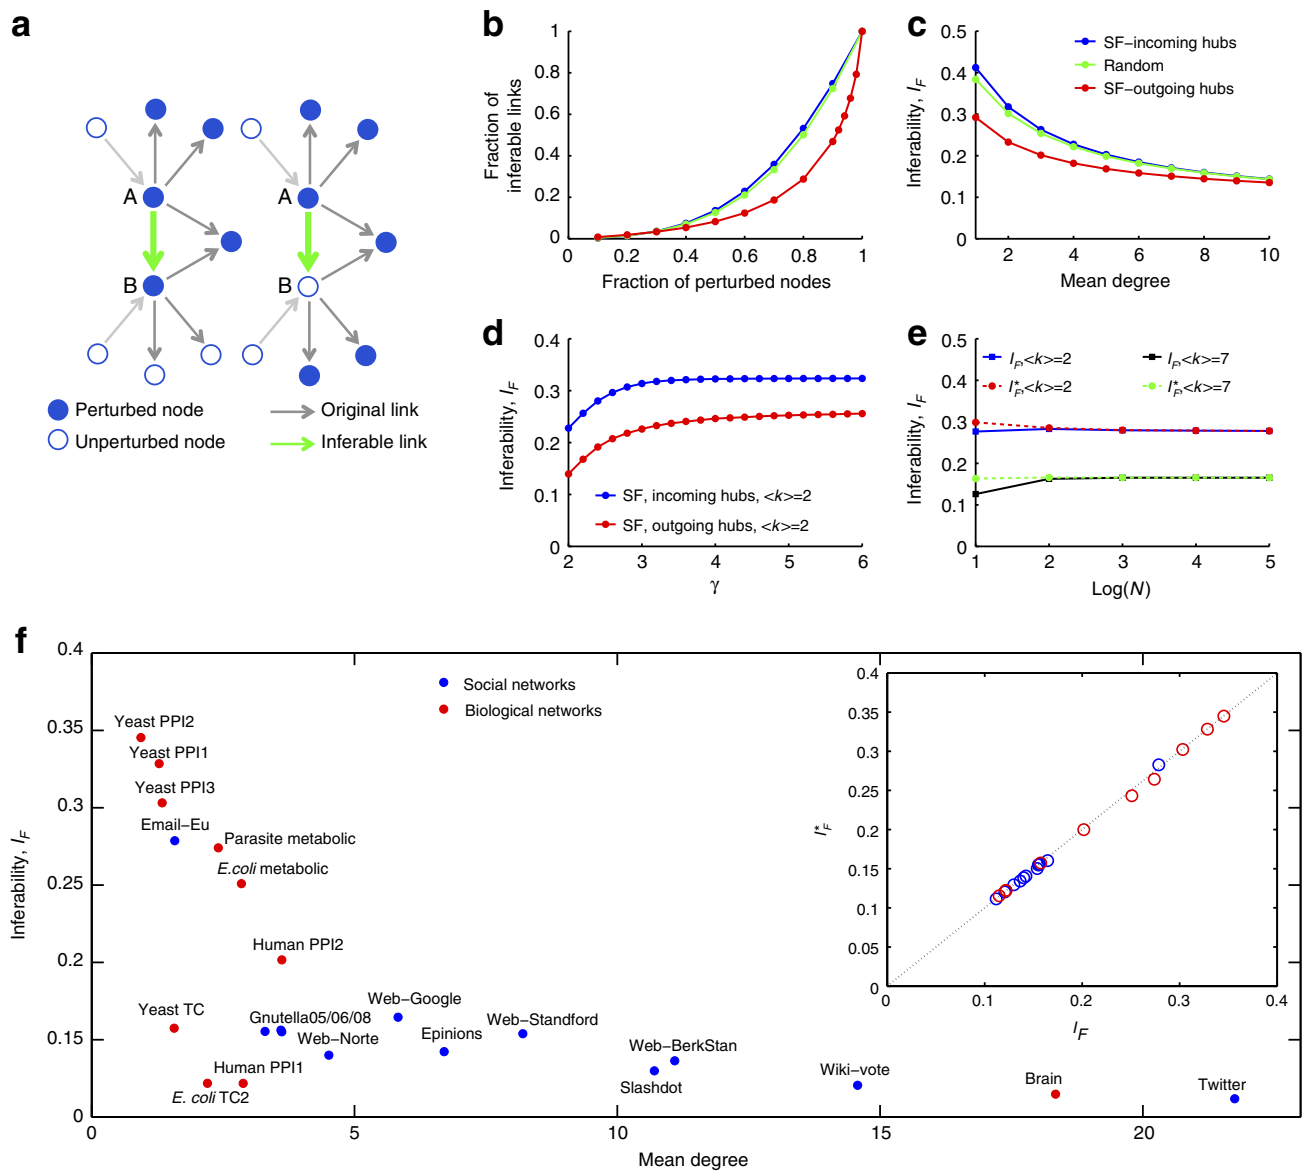 a
A
B
A
B
Perturbed node
Unperturbed node
Original link
Inferable link
b
Fraction of
inferable links
1
0.8
0.6
0.4
0.2
0
0 0.2 0.4 0.6 0.8 1
Fraction of perturbed nodes
c
Inferability, I_F
0.5
0.4
0.3
0.2
0.1
0
SF−incoming hubs
Random
SF−outgoing hubs
2 4 6 8 10
Mean degree
d
Inferability, I_F
0.4
0.3
0.2
0.1
0
SF, incoming hubs, <k>=2
SF, outgoing hubs, <k>=2
2 3 4 5 6
γ
e
Inferability, I_F
0.5
0.4
0.3
0.2
0.1
0
I_F,<k>=2
I_F,<k>=7
I*_F,<k>=2
I*_F,<k>=7
1 2 3 4 5
Log(N)
f
Inferability, I_F
0.4
0.35
0.3
0.25
0.2
0.15
0
Social networks
Biological networks
Yeast PPI2
Yeast PPI1
Yeast PPI3
Email−Eu
Parasite metabolic
E.coli metabolic
Human PPI2
Yeast TC
Gnutella05/06/08
Web−Google
Web−Norte
Epinions
Web−Standford
Human PPI1
E. coli TC2
Web−BerkStan
Slashdot
Wiki−vote
Brain
Twitter
0 5 10 15 20
Mean degree
I*_F
0.4
0.35
0.3
0.25
0.2
0.15
0.1
0.05
0
0 0.1 0.2 0.3 0.4
I_F